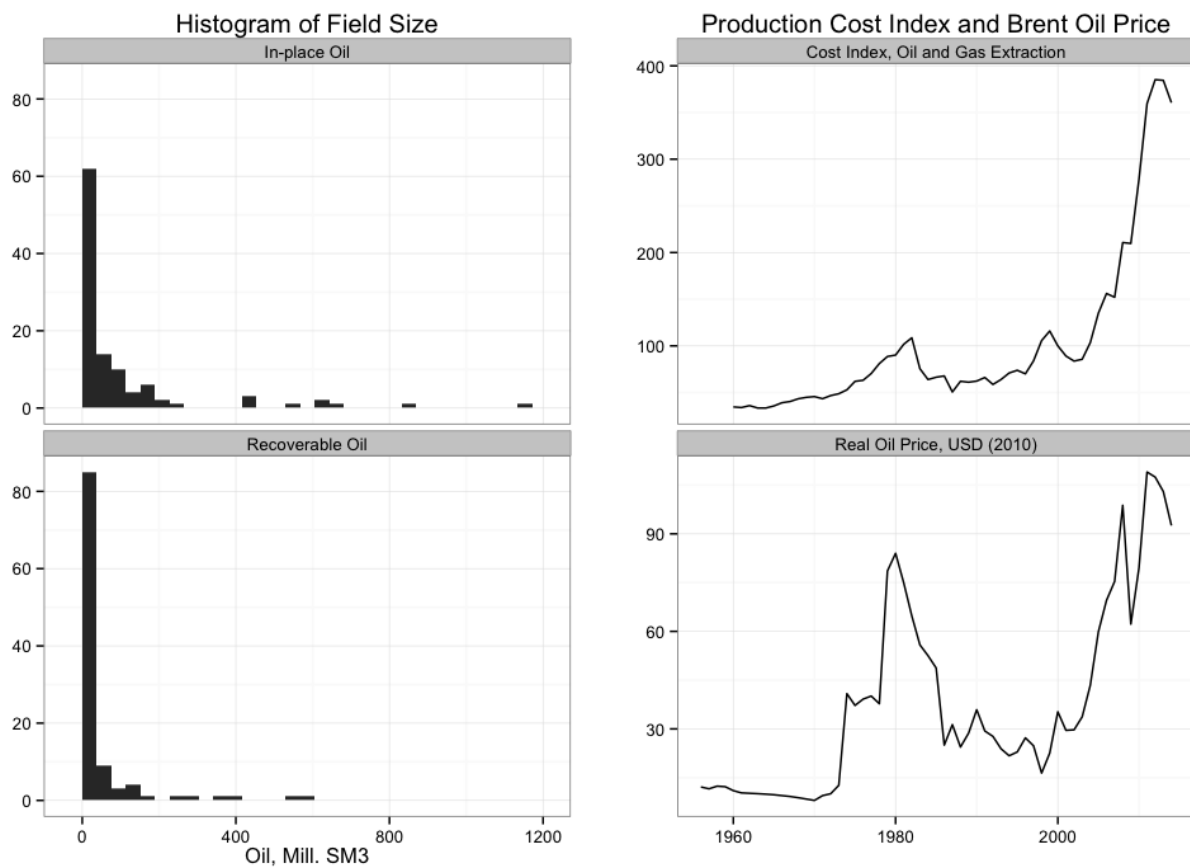 Histogram of Field Size
In-place Oil
80
60
40
20
0
Recoverable Oil
80
60
40
20
0
0 400 800 1200
Oil, Mill. SM3
Production Cost Index and Brent Oil Price
Cost Index, Oil and Gas Extraction
400
300
200
100
Real Oil Price, USD (2010)
90
60
30
1960 1980 2000